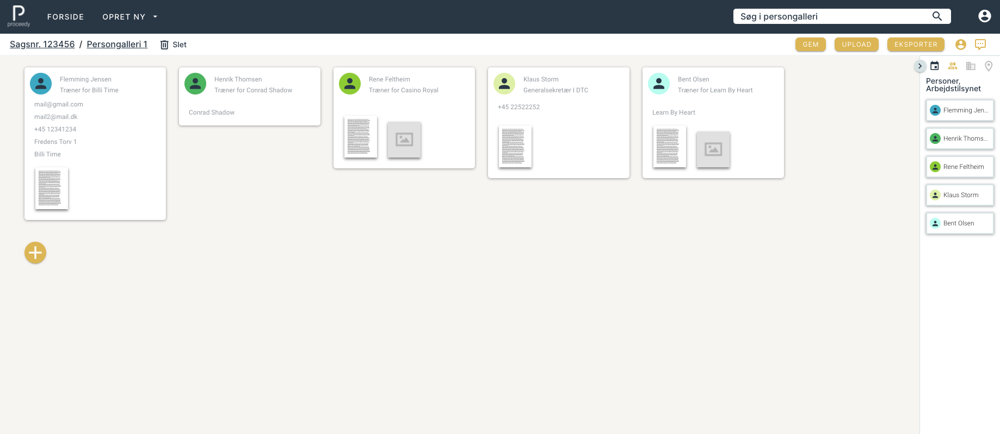 proceedy
FORSIDE
OPRET NY
Søg i persongalleri
Sagsnr. 123456 / Persongalleri 1
Slet
GEM
UPLOAD
EKSPORTER
Flemming Jensen
Træner for Billi Time
mail@gmail.com
mail2@mail.dk
+45 12341234
Fredens Torv 1
Billi Time
Henrik Thomsen
Træner for Conrad Shadow
Conrad Shadow
Rene Feltheim
Træner for Casino Royal
Klaus Storm
Generalsekretær I DTC
+45 22522252
Bent Olsen
Træner for Learn By Heart
Learn By Heart
Personer,
Arbejdstilsynet
Flemming Jen...
Henrik Thoms...
Rene Feltheim
Klaus Storm
Bent Olsen